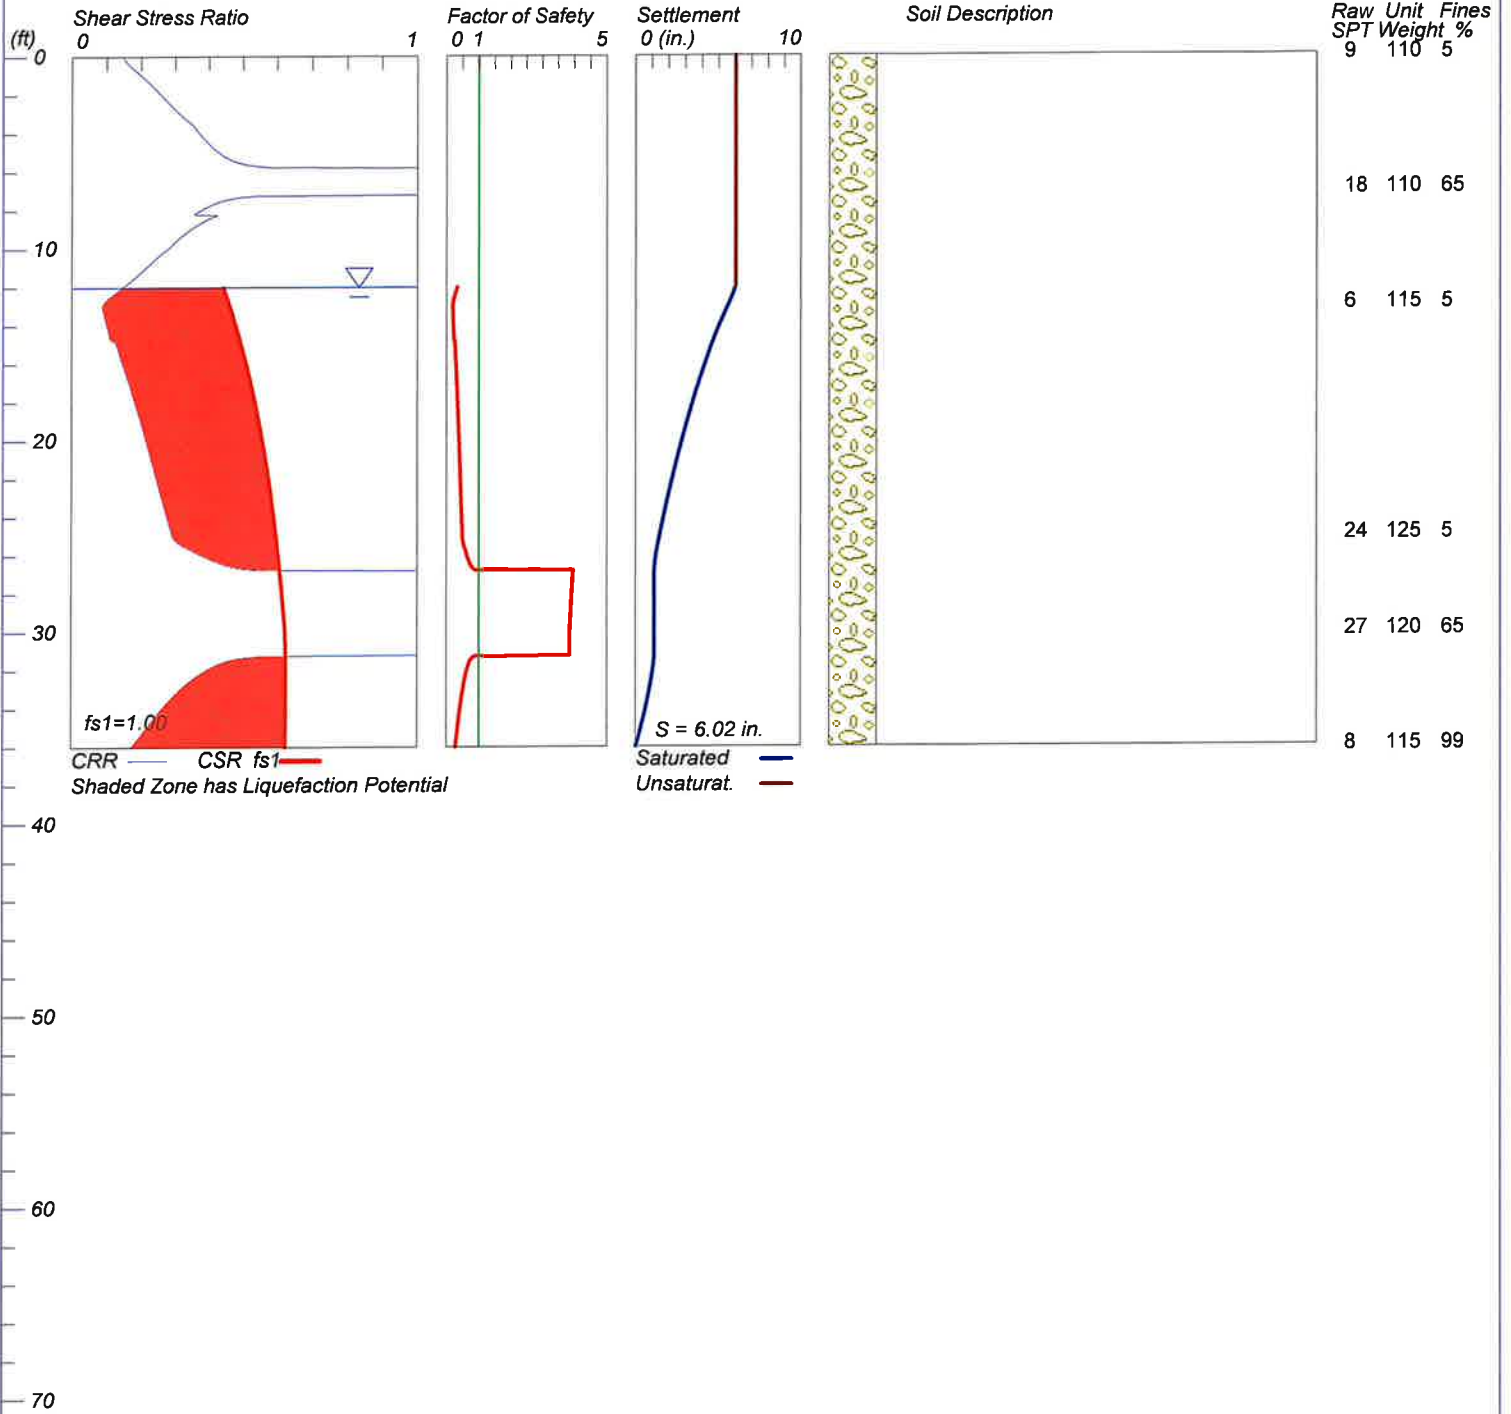 Shear Stress Ratio Factor of Safety Settlement Soil Description Raw Unit Fines
(ft) 0 1 0 1 5 0 (in.) 10 SPT Weight %
0 9 110 5
18 110 65
10
6 115 5
20
24 125 5
30 27 120 65
fs1=1.00 S = 6.02 in.
8 115 99
CRR CSR fs1 Saturated
Shaded Zone has Liquefaction Potential Unsaturat.
40
50
60
70